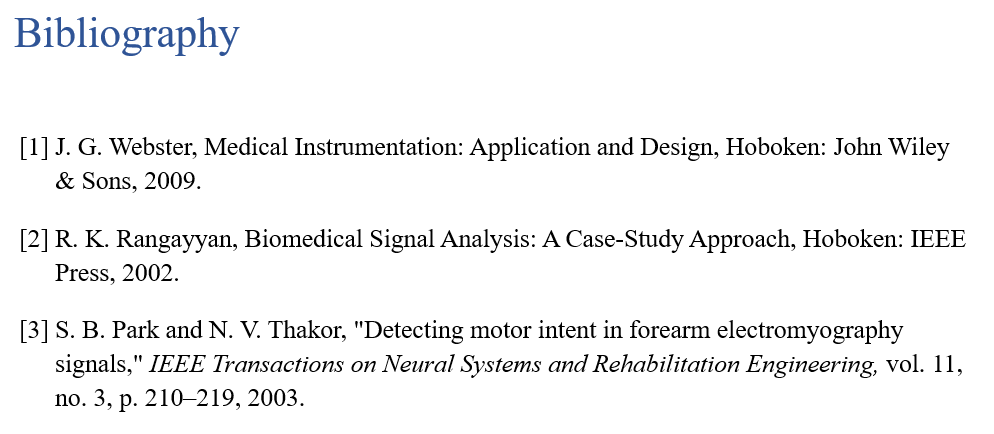 Bibliography
[1] J. G. Webster, Medical Instrumentation: Application and Design, Hoboken: John Wiley
& Sons, 2009.
[2] R. K. Rangayyan, Biomedical Signal Analysis: A Case-Study Approach, Hoboken: IEEE
Press, 2002.
[3] S. B. Park and N. V. Thakor, "Detecting motor intent in forearm electromyography
signals," IEEE Transactions on Neural Systems and Rehabilitation Engineering, vol. 11,
no. 3, p. 210–219, 2003.